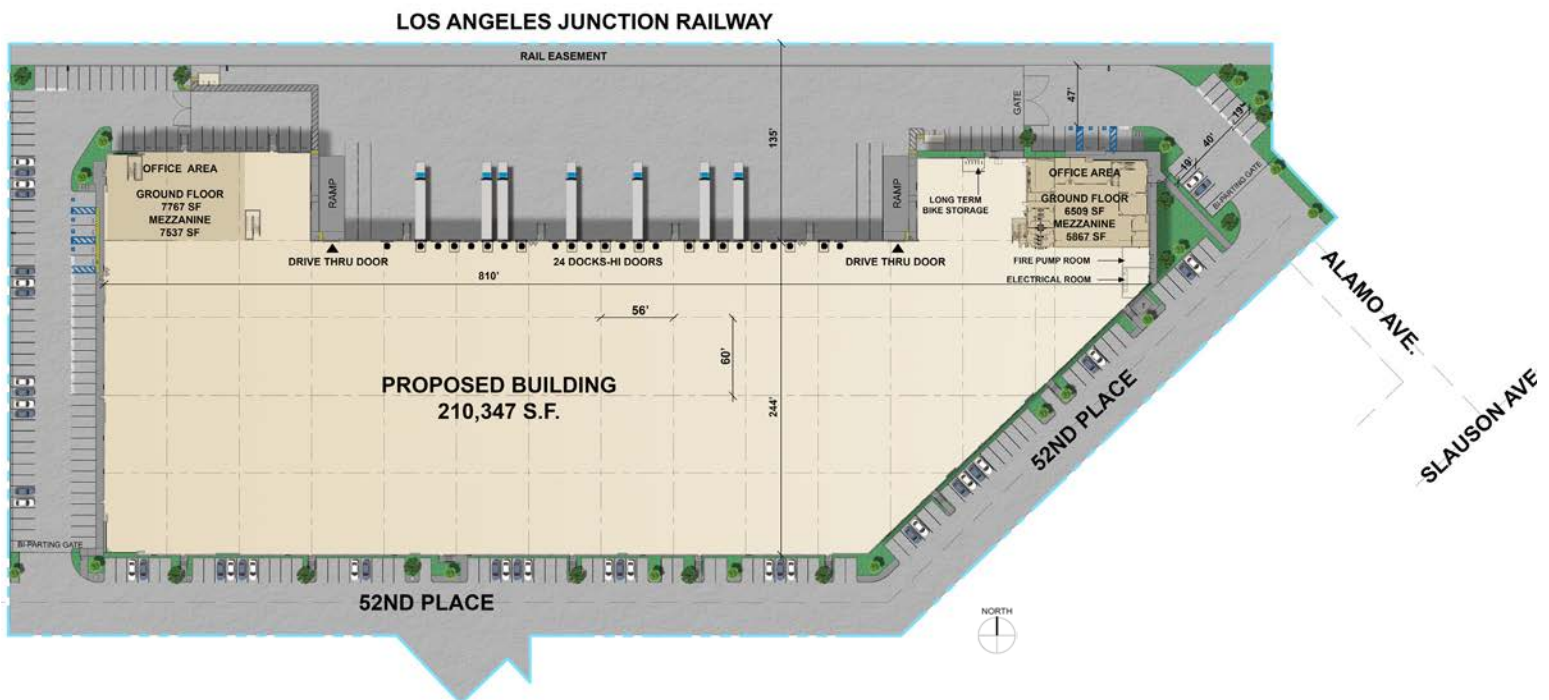 LOS ANGELES JUNCTION RAILWAY
RAIL EASEMENT
GATE
47'
135'
19'
40'
19'
BI-PARTING GATE
OFFICE AREA
GROUND FLOOR
7767 SF
MEZZANINE
7537 SF
RAMP
RAMP
LONG TERM
BIKE STORAGE
OFFICE AREA
GROUND FLOOR
6509 SF
MEZZANINE
5867 SF
DRIVE THRU DOOR
24 DOCKS-HI DOORS
DRIVE THRU DOOR
FIRE PUMP ROOM
ELECTRICAL ROOM
810'
56'
60'
244'
PROPOSED BUILDING
210,347 S.F.
ALAMO AVE.
SLAUSON AVE
52ND PLACE
BI-PARTING GATE
52ND PLACE
NORTH